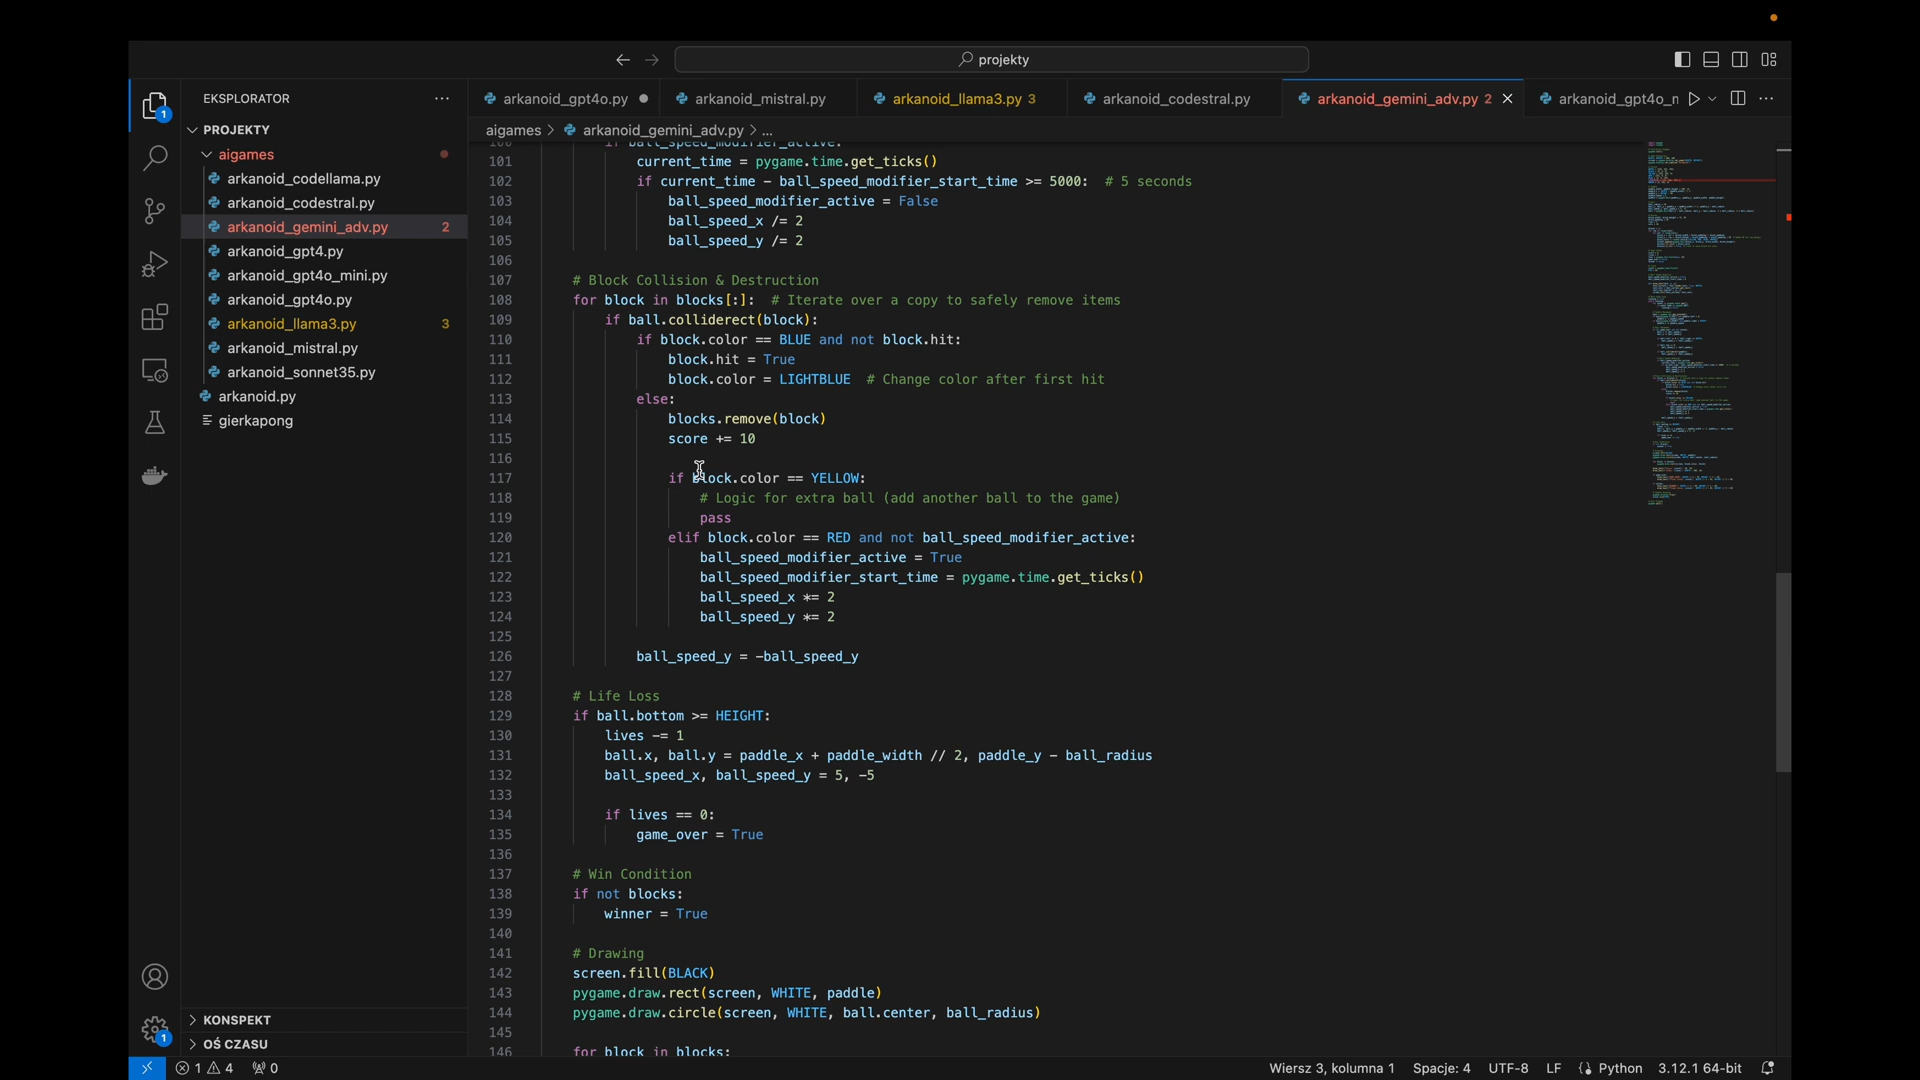 projekty
EKSPLORATOR
arkanoid_gpt4o.py
arkanoid_mistral.py
arkanoid_llama3.py 3
arkanoid_codestral.py
arkanoid_gemini_adv.py 2
arkanoid_gpt4o_n
1
PROJEKTY
aigames
arkanoid_codellama.py
arkanoid_codestral.py
arkanoid_gemini_adv.py 2
arkanoid_gpt4.py
arkanoid_gpt4o_mini.py
arkanoid_gpt4o.py
arkanoid_llama3.py 3
arkanoid_mistral.py
arkanoid_sonnet35.py
arkanoid.py
gierkapong
KONSPEKT
OŚ CZASU
1
aigames > arkanoid_gemini_adv.py > ...
100 if ball_speed_modifier_active:
101 current_time = pygame.time.get_ticks()
102 if current_time - ball_speed_modifier_start_time >= 5000: # 5 seconds
103 ball_speed_modifier_active = False
104 ball_speed_x /= 2
105 ball_speed_y /= 2
106
107 # Block Collision & Destruction
108 for block in blocks[:]: # Iterate over a copy to safely remove items
109 if ball.colliderect(block):
110 if block.color == BLUE and not block.hit:
111 block.hit = True
112 block.color = LIGHTBLUE # Change color after first hit
113 else:
114 blocks.remove(block)
115 score += 10
116
117 if block.color == YELLOW:
118 # Logic for extra ball (add another ball to the game)
119 pass
120 elif block.color == RED and not ball_speed_modifier_active:
121 ball_speed_modifier_active = True
122 ball_speed_modifier_start_time = pygame.time.get_ticks()
123 ball_speed_x *= 2
124 ball_speed_y *= 2
125
126 ball_speed_y = -ball_speed_y
127
128 # Life Loss
129 if ball.bottom >= HEIGHT:
130 lives -= 1
131 ball.x, ball.y = paddle_x + paddle_width // 2, paddle_y - ball_radius
132 ball_speed_x, ball_speed_y = 5, -5
133
134 if lives == 0:
135 game_over = True
136
137 # Win Condition
138 if not blocks:
139 winner = True
140
141 # Drawing
142 screen.fill(BLACK)
143 pygame.draw.rect(screen, WHITE, paddle)
144 pygame.draw.circle(screen, WHITE, ball.center, ball_radius)
145
146 for block in blocks:
1 4 0
Wiersz 3, kolumna 1 Spacje: 4 UTF-8 LF Python 3.12.1 64-bit